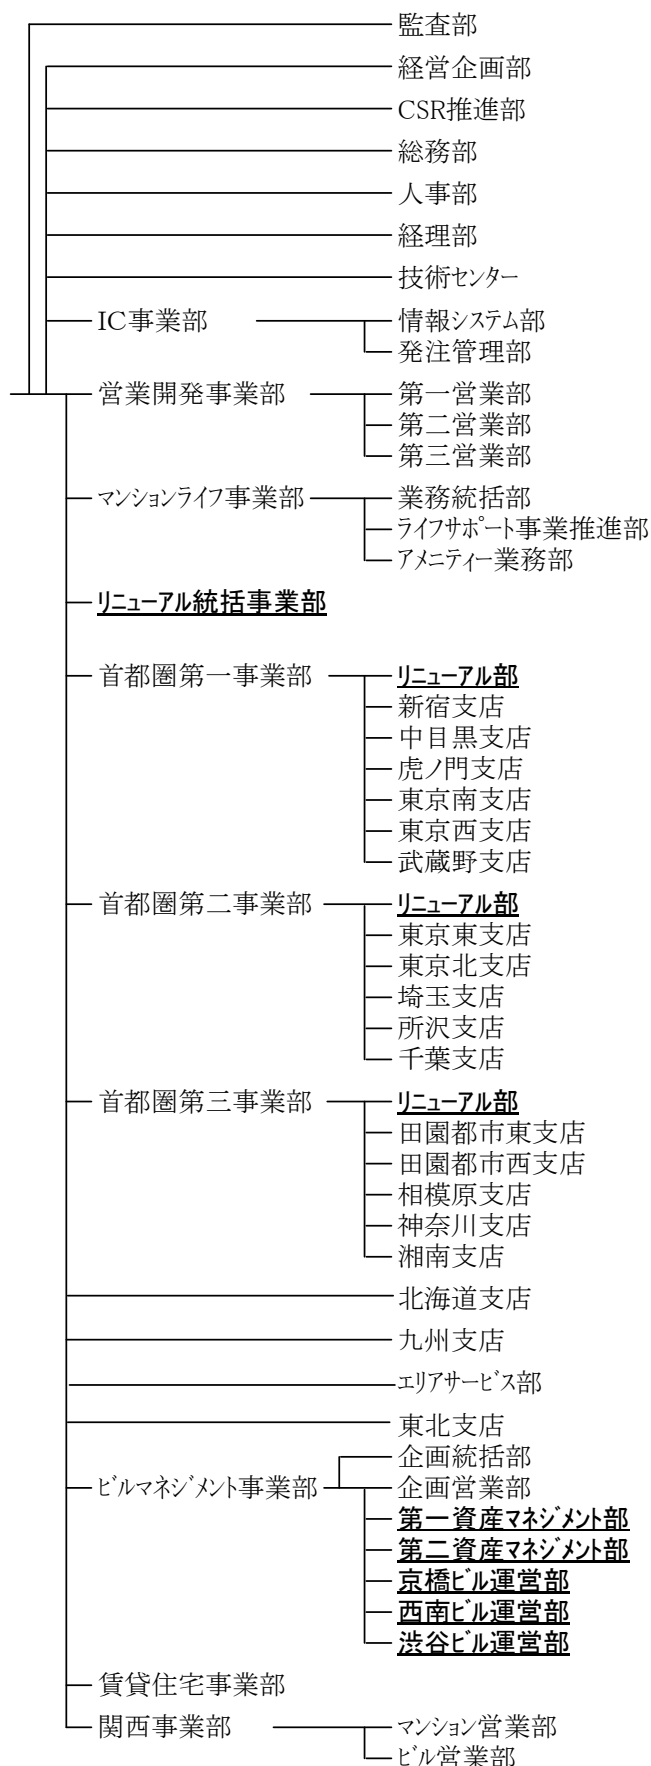 監査部
経営企画部
CSR推進部
総務部
人事部
経理部
技術センター
IC事業部 情報システム部
発注管理部
営業開発事業部 第一営業部
第二営業部
第三営業部
マンションライフ事業部 業務統括部
ライフサポート事業推進部
アメニティー業務部
リニューアル統括事業部
首都圏第一事業部 リニューアル部
新宿支店
中目黒支店
虎ノ門支店
東京南支店
東京西支店
武蔵野支店
首都圏第二事業部 リニューアル部
東京東支店
東京北支店
埼玉支店
所沢支店
千葉支店
首都圏第三事業部 リニューアル部
田園都市東支店
田園都市西支店
相模原支店
神奈川支店
湘南支店
北海道支店
九州支店
エリアサービス部
東北支店
企画統括部
ビルマネジメント事業部 企画営業部
第一資産マネジメント部
第二資産マネジメント部
京橋ビル運営部
西南ビル運営部
渋谷ビル運営部
賃貸住宅事業部
関西事業部 マンション営業部
ビル営業部